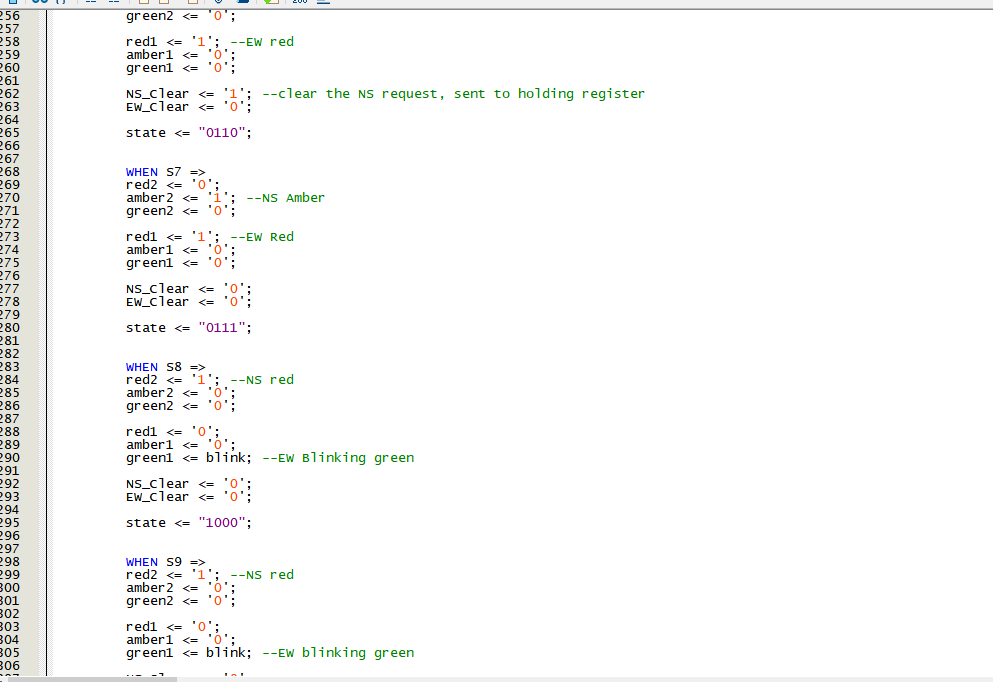 256 green2 <= '0';
257
258 red1 <= '1'; --EW red
259 amber1 <= '0';
260 green1 <= '0';
261
262 NS_Clear <= '1'; --clear the NS request, sent to holding register
263 EW_Clear <= '0';
264
265 state <= "0110";
266
267
268 WHEN S7 =>
269 red2 <= '0';
270 amber2 <= '1'; --NS Amber
271 green2 <= '0';
272
273 red1 <= '1'; --EW Red
274 amber1 <= '0';
275 green1 <= '0';
276
277 NS_Clear <= '0';
278 EW_Clear <= '0';
279
280 state <= "0111";
281
282
283 WHEN S8 =>
284 red2 <= '1'; --NS red
285 amber2 <= '0';
286 green2 <= '0';
287
288 red1 <= '0';
289 amber1 <= '0';
290 green1 <= blink; --EW Blinking green
291
292 NS_Clear <= '0';
293 EW_Clear <= '0';
294
295 state <= "1000";
296
297
298 WHEN S9 =>
299 red2 <= '1'; --NS red
300 amber2 <= '0';
301 green2 <= '0';
302
303 red1 <= '0';
304 amber1 <= '0';
305 green1 <= blink; --EW blinking green
306